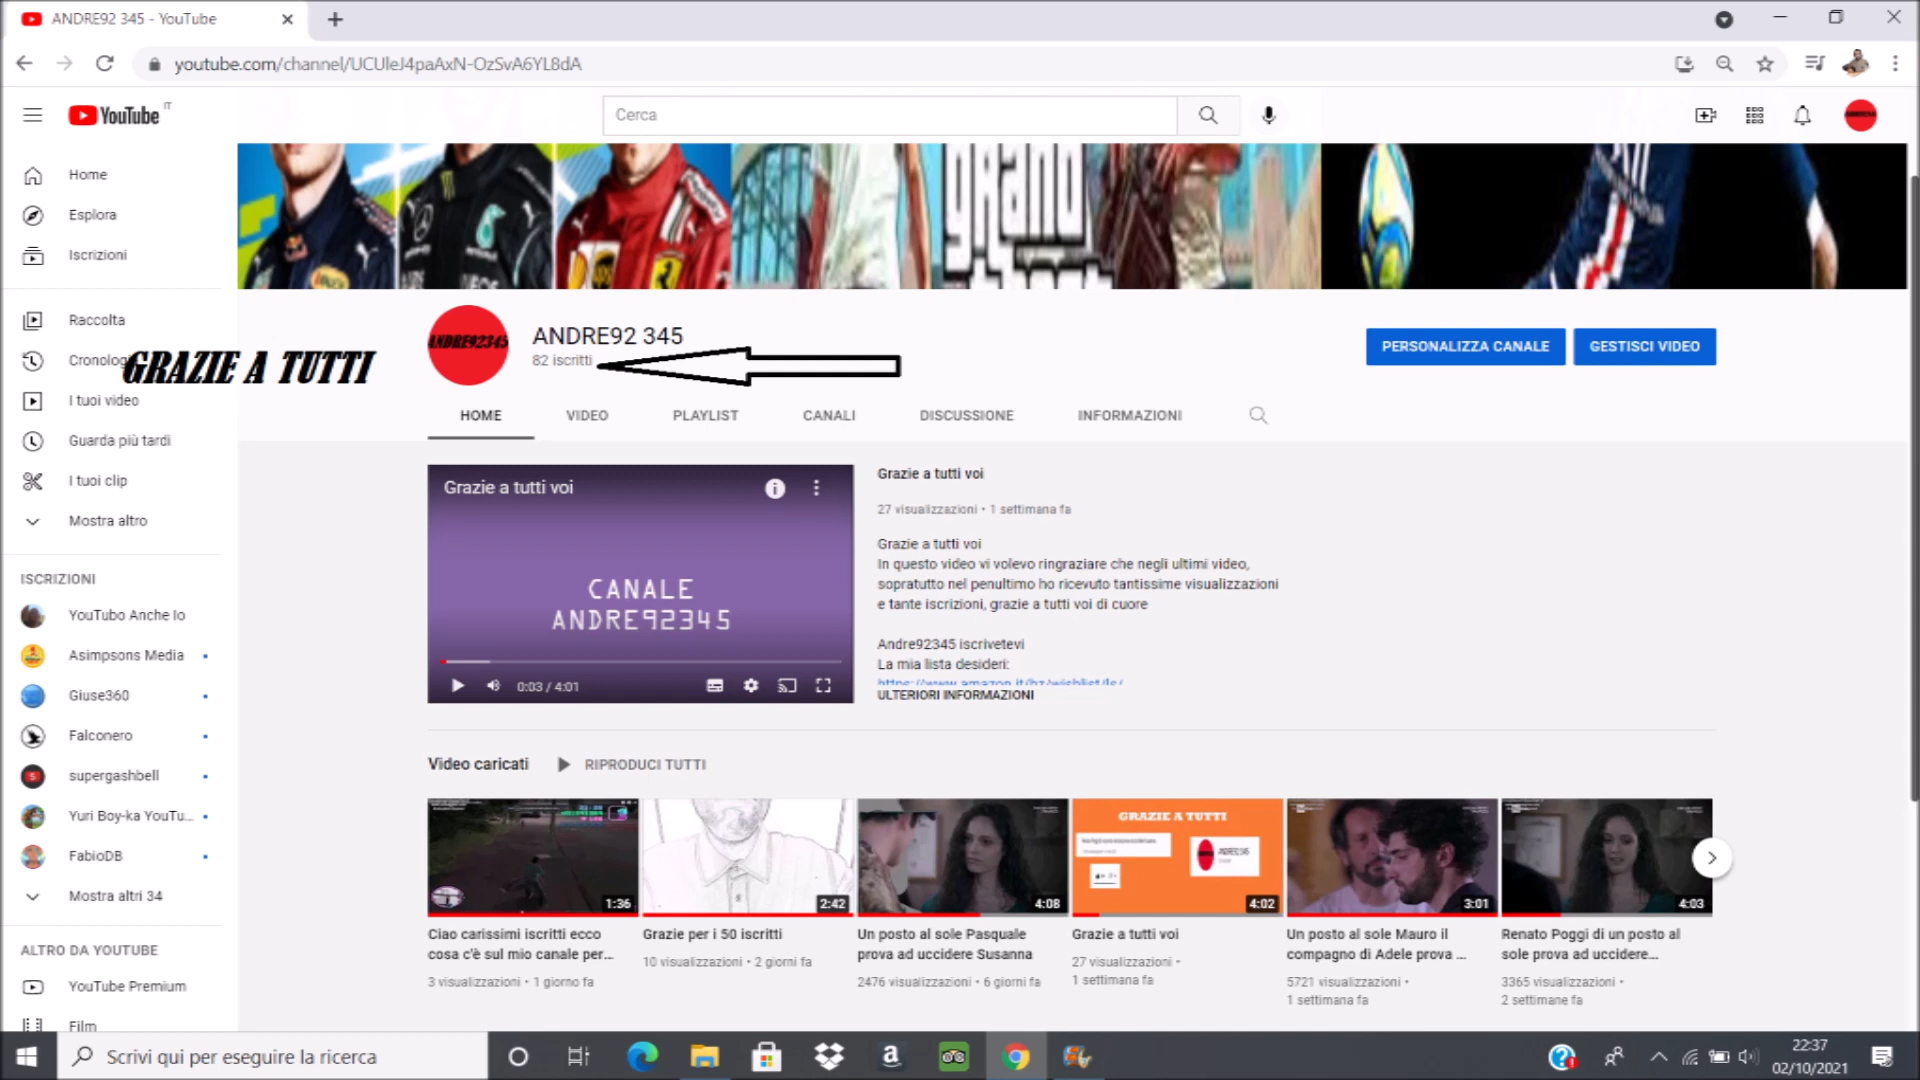 ANDRE92 345 - YouTube
youtube.com/channel/UCUleJ4paAxN-OzSvA6YL8dA
YouTube IT
Cerca
Home
Esplora
Iscrizioni
Raccolta
Cronolog
I tuoi video
Guarda più tardi
I tuoi clip
Mostra altro
ISCRIZIONI
YouTubo Anche Io
Asimpsons Media
Giuse360
Falconero
supergashbell
Yuri Boy-ka YouTu...
FabioDB
Mostra altri 34
ALTRO DA YOUTUBE
YouTube Premium
Film
GRAZIE A TUTTI
grand
ANDRE92345
ANDRE92 345
82 iscritti
PERSONALIZZA CANALE
GESTISCI VIDEO
HOME
VIDEO
PLAYLIST
CANALI
DISCUSSIONE
INFORMAZIONI
Grazie a tutti voi
CANALE
ANDRE92345
0:03 / 4:01
Grazie a tutti voi
27 visualizzazioni • 1 settimana fa
Grazie a tutti voi
In questo video vi volevo ringraziare che negli ultimi video,
sopratutto nel penultimo ho ricevuto tantissime visualizzazioni
e tante iscrizioni, grazie a tutti voi di cuore
Andre92345 iscrivetevi
La mia lista desideri:
https://www.amazon.it/hz/wishlist/ls/
ULTERIORI INFORMAZIONI
Video caricati
RIPRODUCI TUTTI
1:36
Ciao carissimi iscritti ecco
cosa c'è sul mio canale per...
3 visualizzazioni • 1 giorno fa
2:42
Grazie per i 50 iscritti
10 visualizzazioni • 2 giorni fa
4:08
Un posto al sole Pasquale
prova ad uccidere Susanna
2476 visualizzazioni • 6 giorni fa
GRAZIE A TUTTI
4:02
Grazie a tutti voi
27 visualizzazioni •
1 settimana fa
3:01
Un posto al sole Mauro il
compagno di Adele prova ...
5721 visualizzazioni •
1 settimana fa
4:03
Renato Poggi di un posto al
sole prova ad uccidere...
3365 visualizzazioni •
2 settimane fa
Scrivi qui per eseguire la ricerca
22:37
02/10/2021